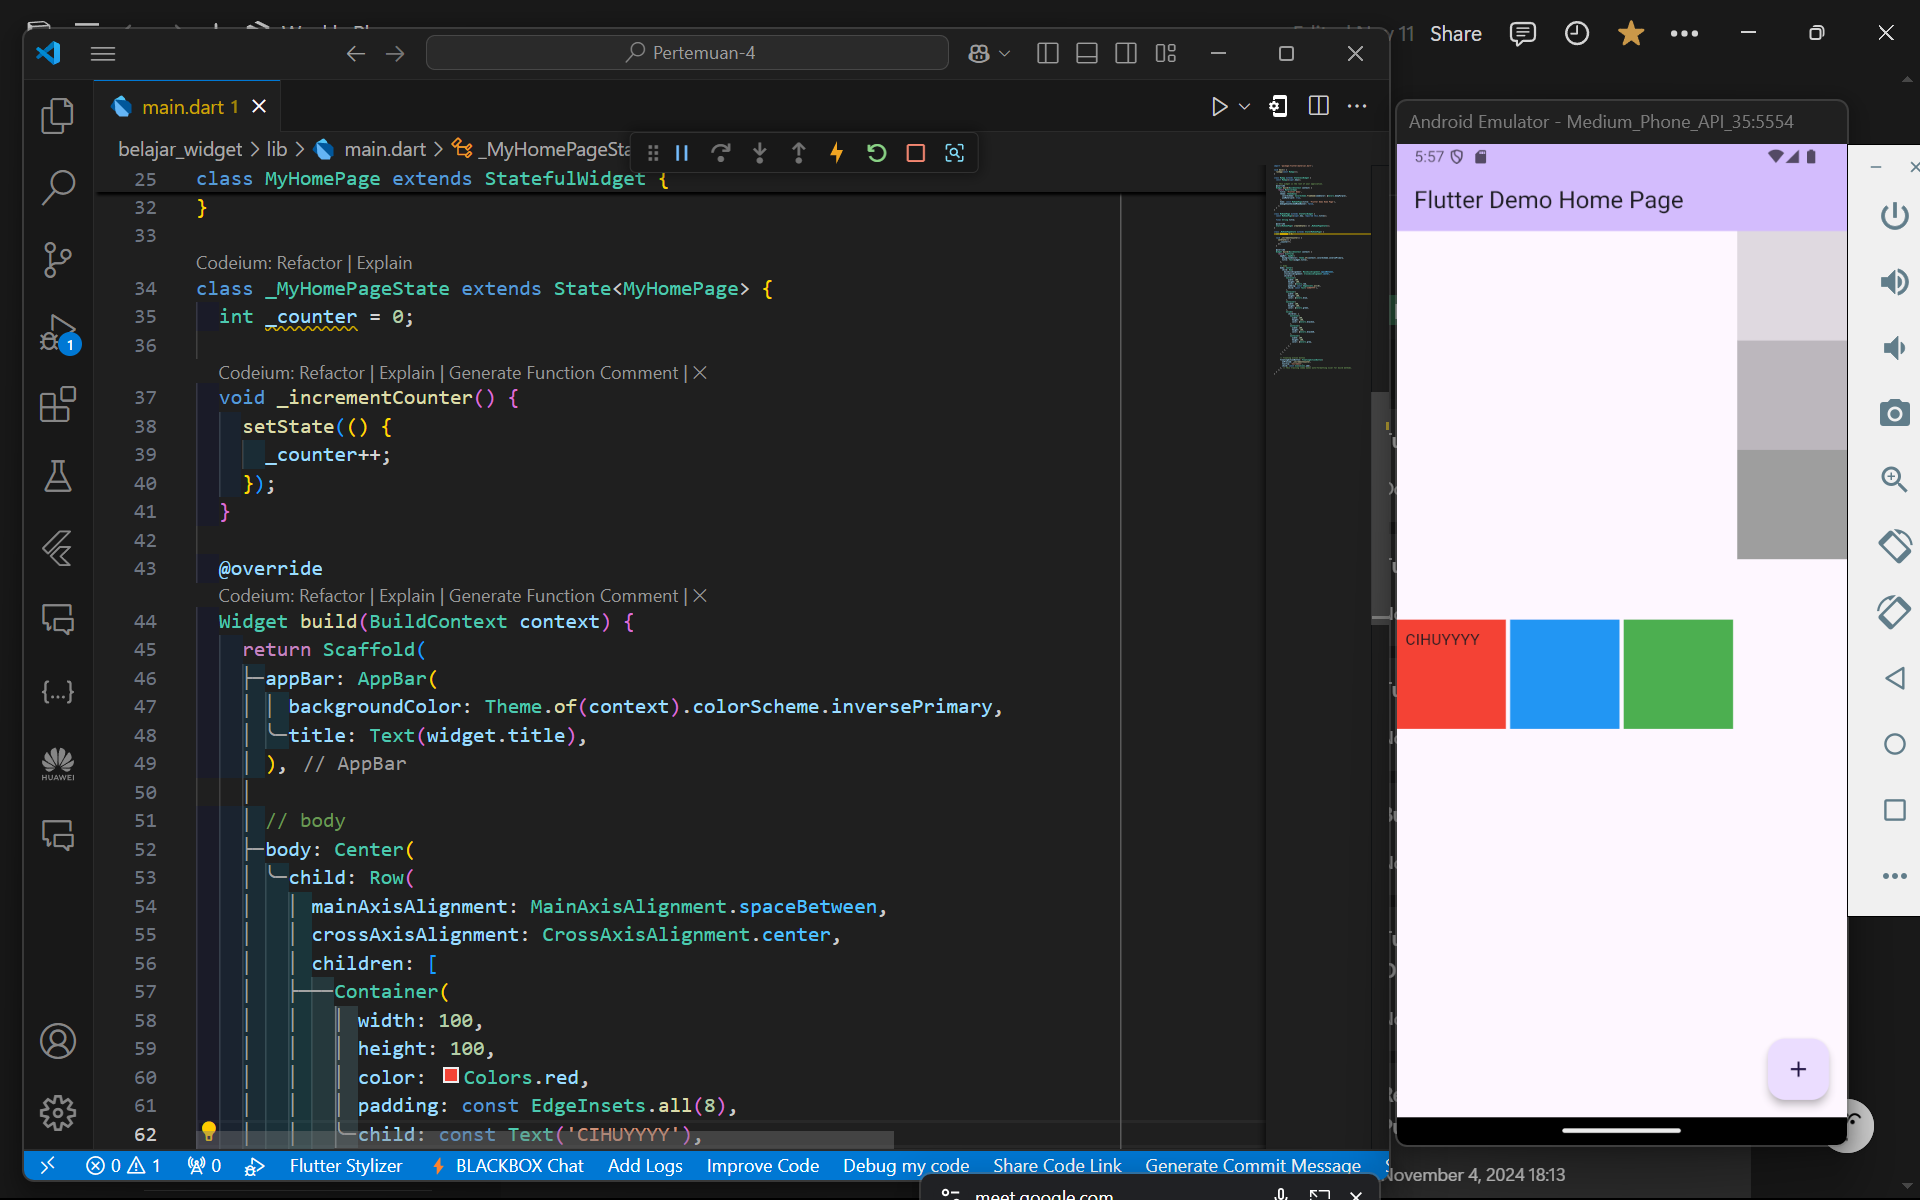 11 Share
Pertemuan-4
main.dart 1
belajar_widget > lib > main.dart > _MyHomePageSta
25 class MyHomePage extends StatefulWidget {
32 }
33
Codeium: Refactor | Explain
34 class _MyHomePageState extends State<MyHomePage> {
35 int _counter = 0;
36
Codeium: Refactor | Explain | Generate Function Comment | ×
37 void _incrementCounter() {
38 setState(() {
39 _counter++;
40 });
41 }
42
43 @override
Codeium: Refactor | Explain | Generate Function Comment | ×
44 Widget build(BuildContext context) {
45 return Scaffold(
46 appBar: AppBar(
47 backgroundColor: Theme.of(context).colorScheme.inversePrimary,
48 title: Text(widget.title),
49 ), // AppBar
50
51 // body
52 body: Center(
53 child: Row(
54 mainAxisAlignment: MainAxisAlignment.spaceBetween,
55 crossAxisAlignment: CrossAxisAlignment.center,
56 children: [
57 Container(
58 width: 100,
59 height: 100,
60 color: Colors.red,
61 padding: const EdgeInsets.all(8),
62 child: const Text('CIHUYYYY'),
1
HUAWEI
0 1 0 Flutter Stylizer BLACKBOX Chat Add Logs Improve Code Debug my code Share Code Link Generate Commit Message
Android Emulator - Medium_Phone_API_35:5554
5:57
Flutter Demo Home Page
CIHUYYYY
+
November 4, 2024 18:13
meet.google.com